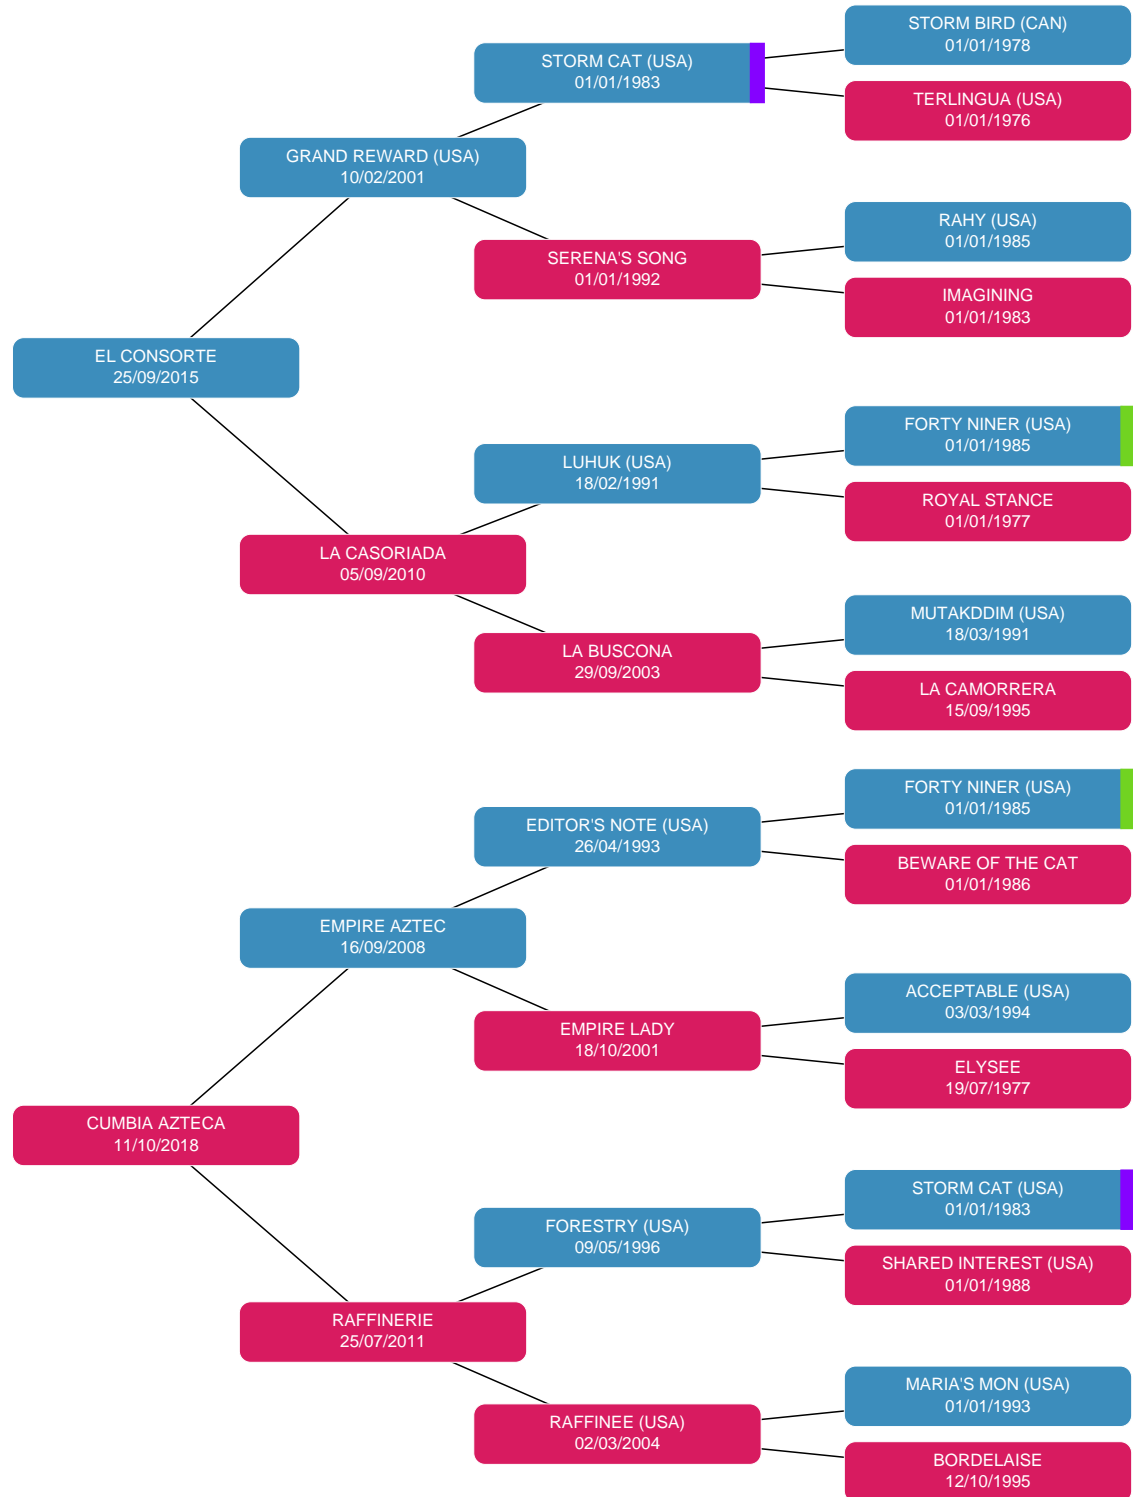 STORM BIRD (CAN)
01/01/1978
STORM CAT (USA)
01/01/1983
TERLINGUA (USA)
01/01/1976
GRAND REWARD (USA)
10/02/2001
RAHY (USA)
01/01/1985
SERENA'S SONG
01/01/1992
IMAGINING
01/01/1983
EL CONSORTE
25/09/2015
FORTY NINER (USA)
01/01/1985
LUHUK (USA)
18/02/1991
ROYAL STANCE
01/01/1977
LA CASORIADA
05/09/2010
MUTAKDDIM (USA)
18/03/1991
LA BUSCONA
29/09/2003
LA CAMORRERA
15/09/1995
FORTY NINER (USA)
01/01/1985
EDITOR'S NOTE (USA)
26/04/1993
BEWARE OF THE CAT
01/01/1986
EMPIRE AZTEC
16/09/2008
ACCEPTABLE (USA)
03/03/1994
EMPIRE LADY
18/10/2001
ELYSEE
19/07/1977
CUMBIA AZTECA
11/10/2018
STORM CAT (USA)
01/01/1983
FORESTRY (USA)
09/05/1996
SHARED INTEREST (USA)
01/01/1988
RAFFINERIE
25/07/2011
MARIA'S MON (USA)
01/01/1993
RAFFINEE (USA)
02/03/2004
BORDELAISE
12/10/1995